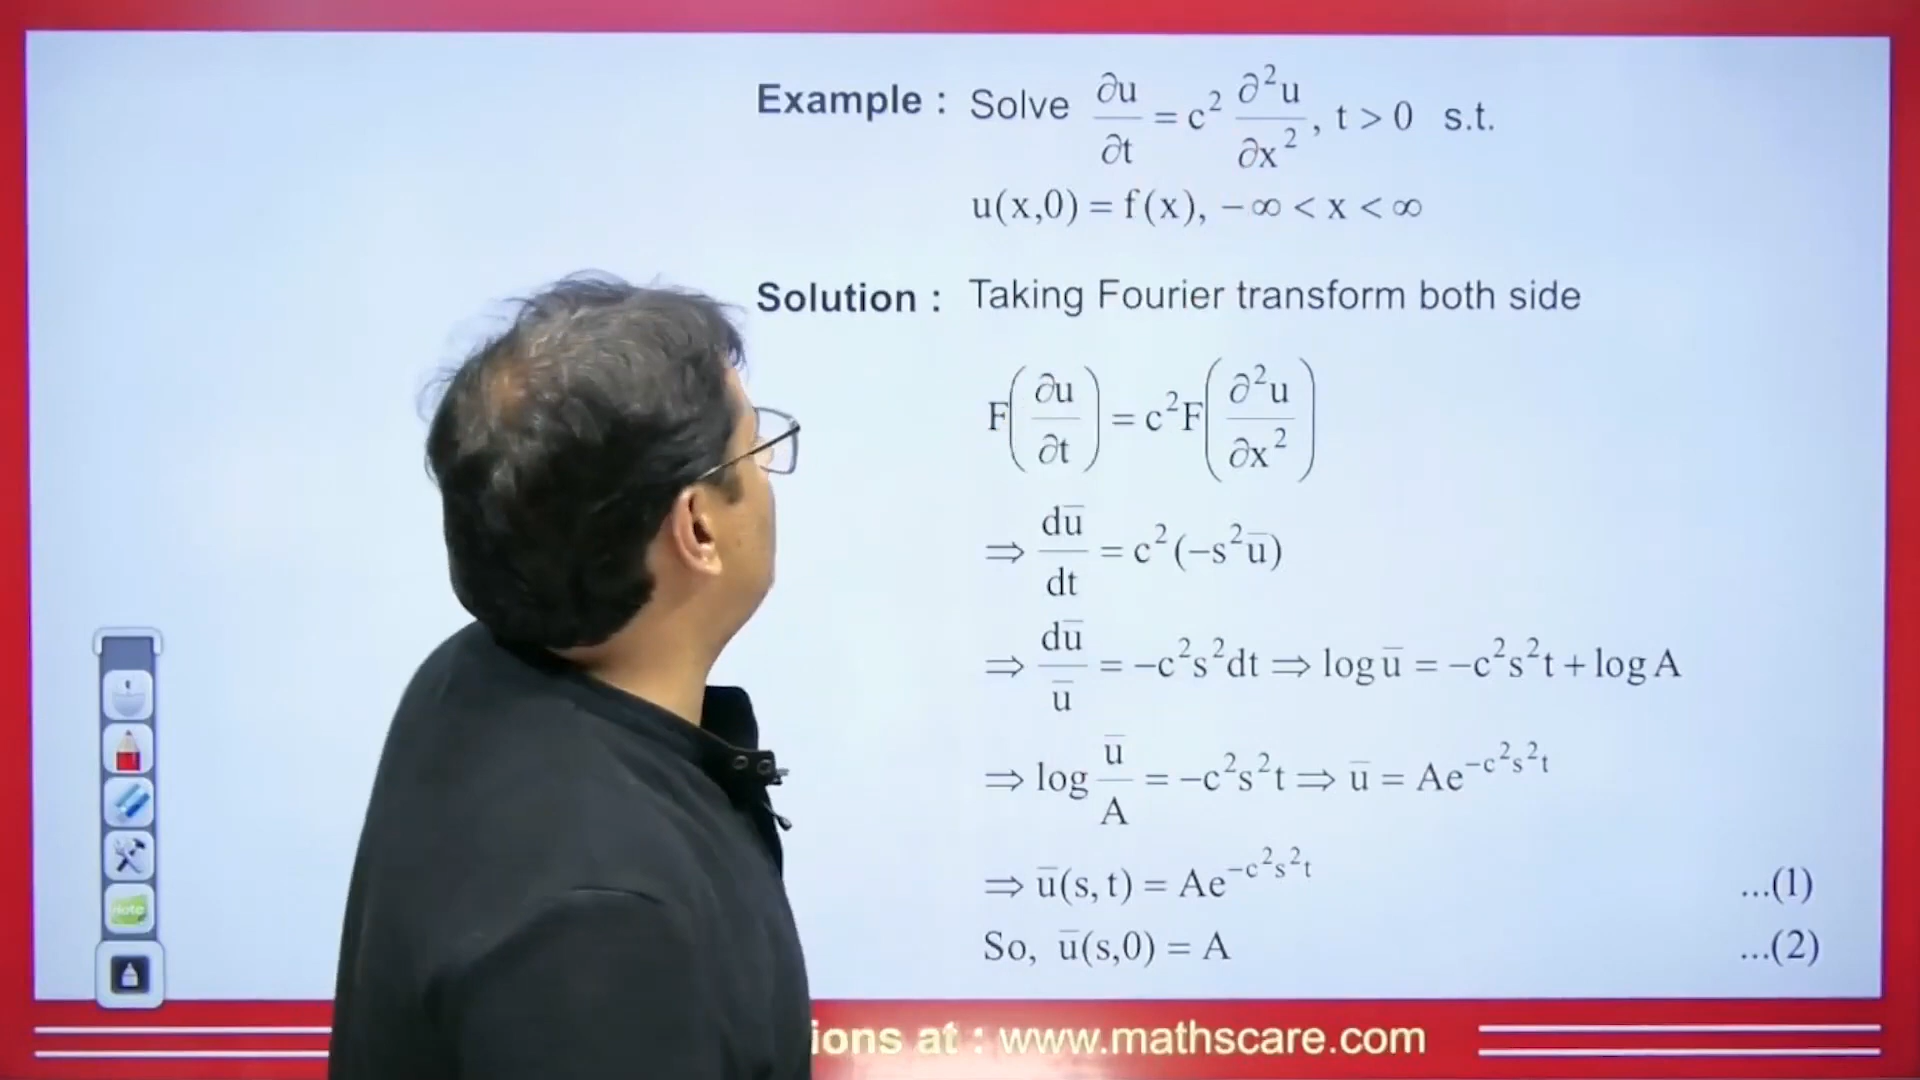 Example : Solve ∂u/∂t = c² ∂²u/∂x², t > 0 s.t.
u(x,0) = f(x), −∞ < x < ∞
Solution : Taking Fourier transform both side
F(∂u/∂t) = c²F(∂²u/∂x²)
⇒ dū/dt = c²(−s²ū)
⇒ dū/ū = −c²s²dt ⇒ log ū = −c²s²t + log A
⇒ log ū/A = −c²s²t ⇒ ū = Ae^(−c²s²t)
⇒ ū(s, t) = Ae^(−c²s²t) ...(1)
So, ū(s,0) = A ...(2)
note
ions at : www.mathscare.com